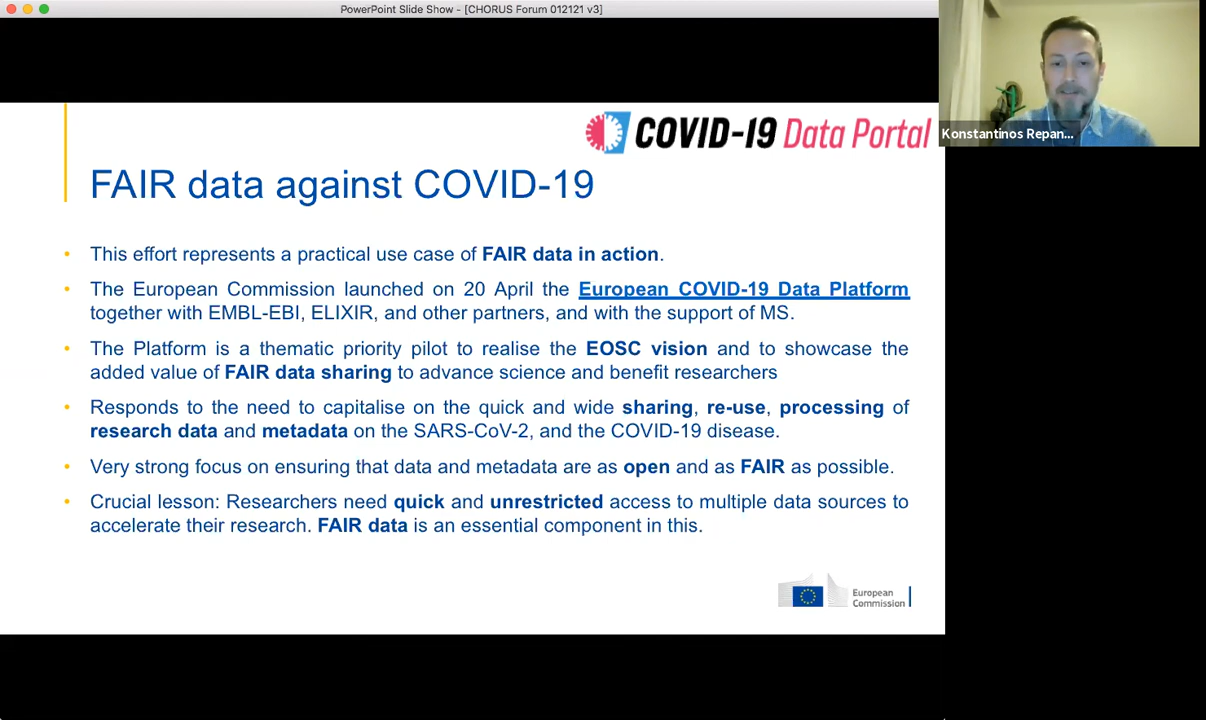 PowerPoint Slide Show - [CHORUS Forum 012121 v3]
COVID-19 Data Portal
Konstantinos Repan...
FAIR data against COVID-19
• This effort represents a practical use case of FAIR data in action.
• The European Commission launched on 20 April the European COVID-19 Data Platform
together with EMBL-EBI, ELIXIR, and other partners, and with the support of MS.
• The Platform is a thematic priority pilot to realise the EOSC vision and to showcase the
added value of FAIR data sharing to advance science and benefit researchers
• Responds to the need to capitalise on the quick and wide sharing, re-use, processing of
research data and metadata on the SARS-CoV-2, and the COVID-19 disease.
• Very strong focus on ensuring that data and metadata are as open and as FAIR as possible.
• Crucial lesson: Researchers need quick and unrestricted access to multiple data sources to
accelerate their research. FAIR data is an essential component in this.
European
Commission